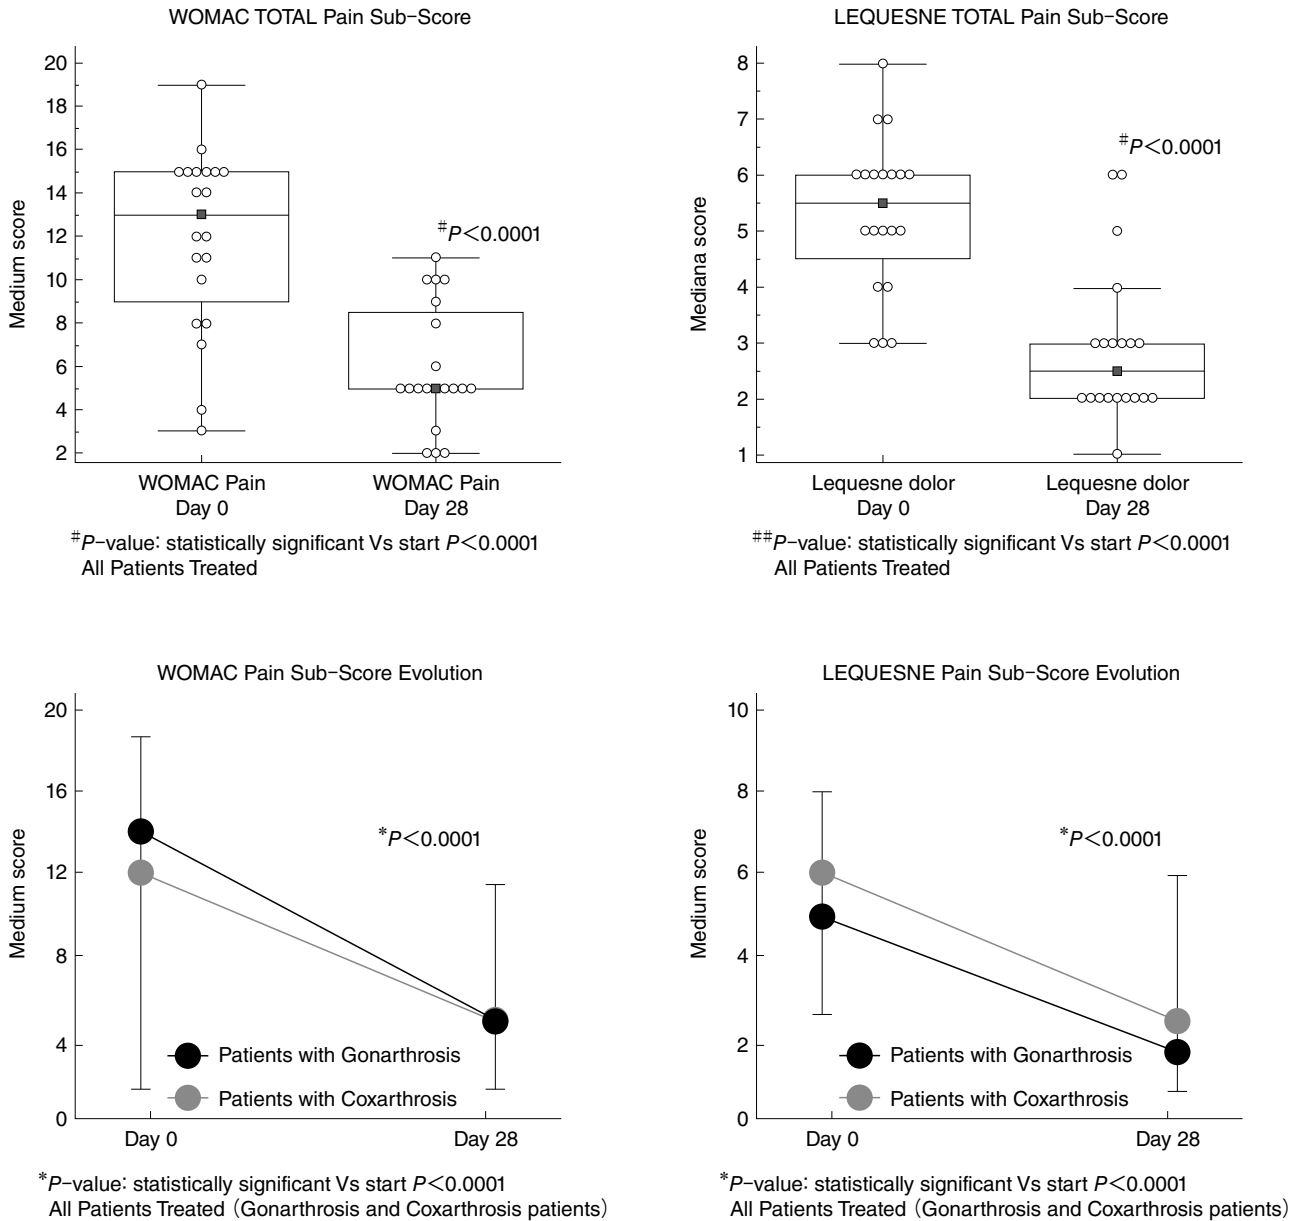 WOMAC TOTAL Pain Sub-Score
20
18
16
14
12
10
8
6
4
2
Medium score
#P<0.0001
WOMAC Pain
Day 0
WOMAC Pain
Day 28
#P-value: statistically significant Vs start P<0.0001
All Patients Treated
LEQUESNE TOTAL Pain Sub-Score
8
7
6
5
4
3
2
1
Mediana score
#P<0.0001
Lequesne dolor
Day 0
Lequesne dolor
Day 28
##P-value: statistically significant Vs start P<0.0001
All Patients Treated
WOMAC Pain Sub-Score Evolution
20
16
12
8
4
0
Medium score
*P<0.0001
Patients with Gonarthrosis
Patients with Coxarthrosis
Day 0
Day 28
*P-value: statistically significant Vs start P<0.0001
All Patients Treated (Gonarthrosis and Coxarthrosis patients)
LEQUESNE Pain Sub-Score Evolution
10
8
6
4
2
0
Medium score
*P<0.0001
Patients with Gonarthrosis
Patients with Coxarthrosis
Day 0
Day 28
*P-value: statistically significant Vs start P<0.0001
All Patients Treated (Gonarthrosis and Coxarthrosis patients)